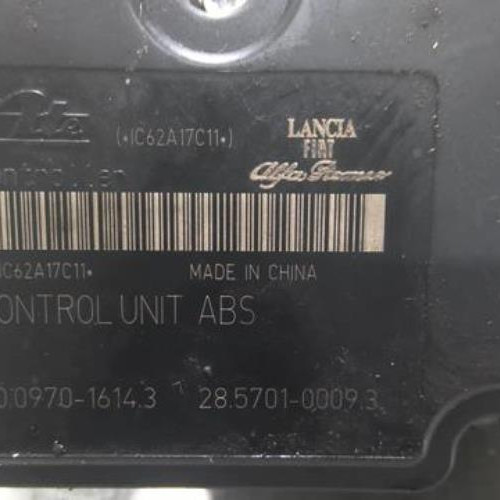 Ate (*IC62A17C11*) LANCIA
FIAT
Alfa Romeo
IC62A17C11* MADE IN CHINA
ONTROL UNIT ABS
0.0970-1614.3 28.5701-0009.3